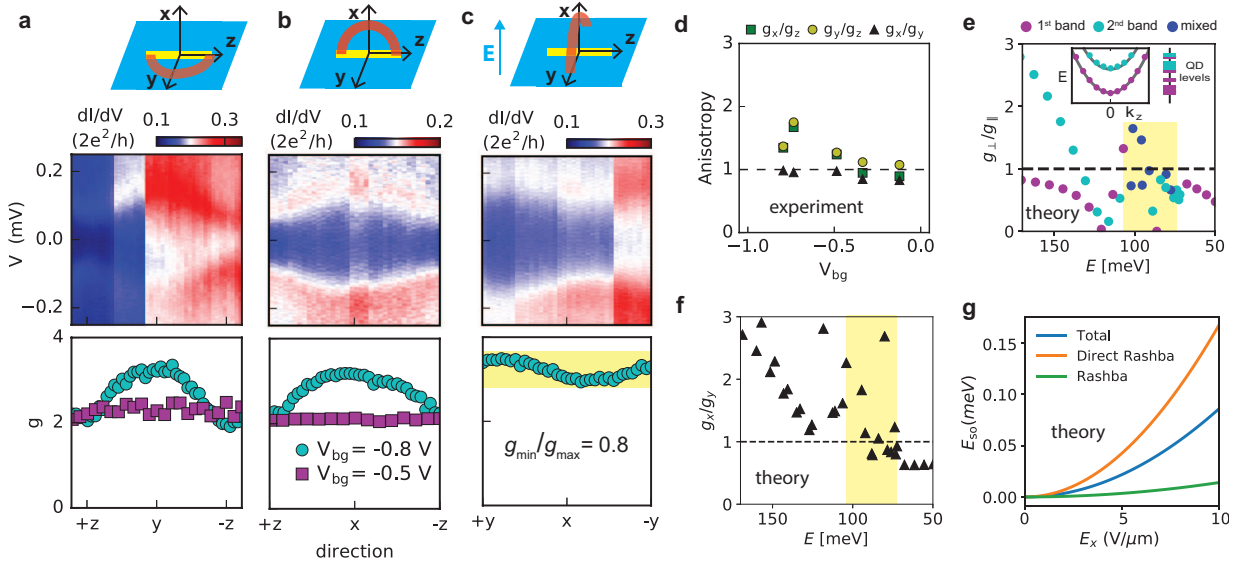 a
x
z
y
dI/dV
(2e²/h)
0.1
0.3
V (mV)
0.2
0.0
−0.2
g
4
2
0
+z
y
-z
b
x
z
y
dI/dV
(2e²/h)
0.1
0.2
V_bg= -0.8 V
V_bg= -0.5 V
+z
x
-z
direction
c
E
x
z
y
dI/dV
(2e²/h)
0.1
0.3
g_min/g_max= 0.8
+y
x
-y
d
g_x/g_z
g_y/g_z
g_x/g_y
Anisotropy
3
2
1
0
experiment
−1.0
−0.5
0.0
V_bg
e
1st band
2nd band
mixed
g_⊥/g_∥
3
2
1
0
E
0
k_z
QD
levels
theory
150
100
50
E [meV]
f
g_x/g_y
3
2
1
0
theory
150
100
50
E [meV]
g
Total
Direct Rashba
Rashba
E_so(meV)
0.15
0.10
0.05
0.00
theory
0
5
10
E_x (V/μm)